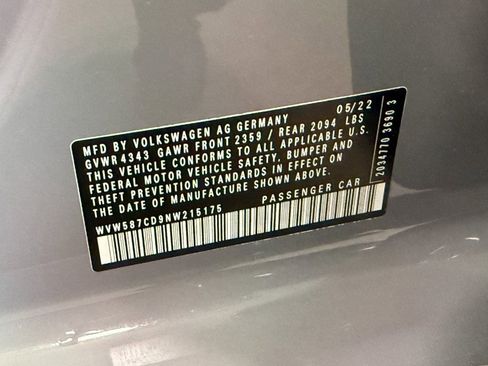 MFD BY VOLKSWAGEN AG GERMANY 05/22
GVWR 4343 GAWR FRONT 2359 / REAR 2094 LBS
THIS VEHICLE CONFORMS TO ALL APPLICABLE U.S.
FEDERAL MOTOR VEHICLE SAFETY, BUMPER AND
THEFT PREVENTION STANDARDS IN EFFECT ON
THE DATE OF MANUFACTURE SHOWN ABOVE.
WVW587CD9NW215175 PASSENGER CAR
2034770 3690 3